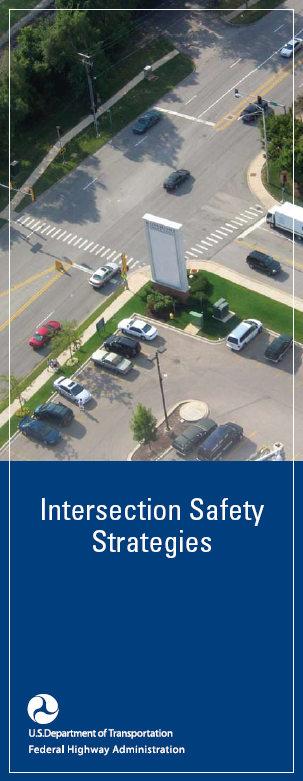 Intersection Safety
Strategies
U.S.Department of Transportation
Federal Highway Administration